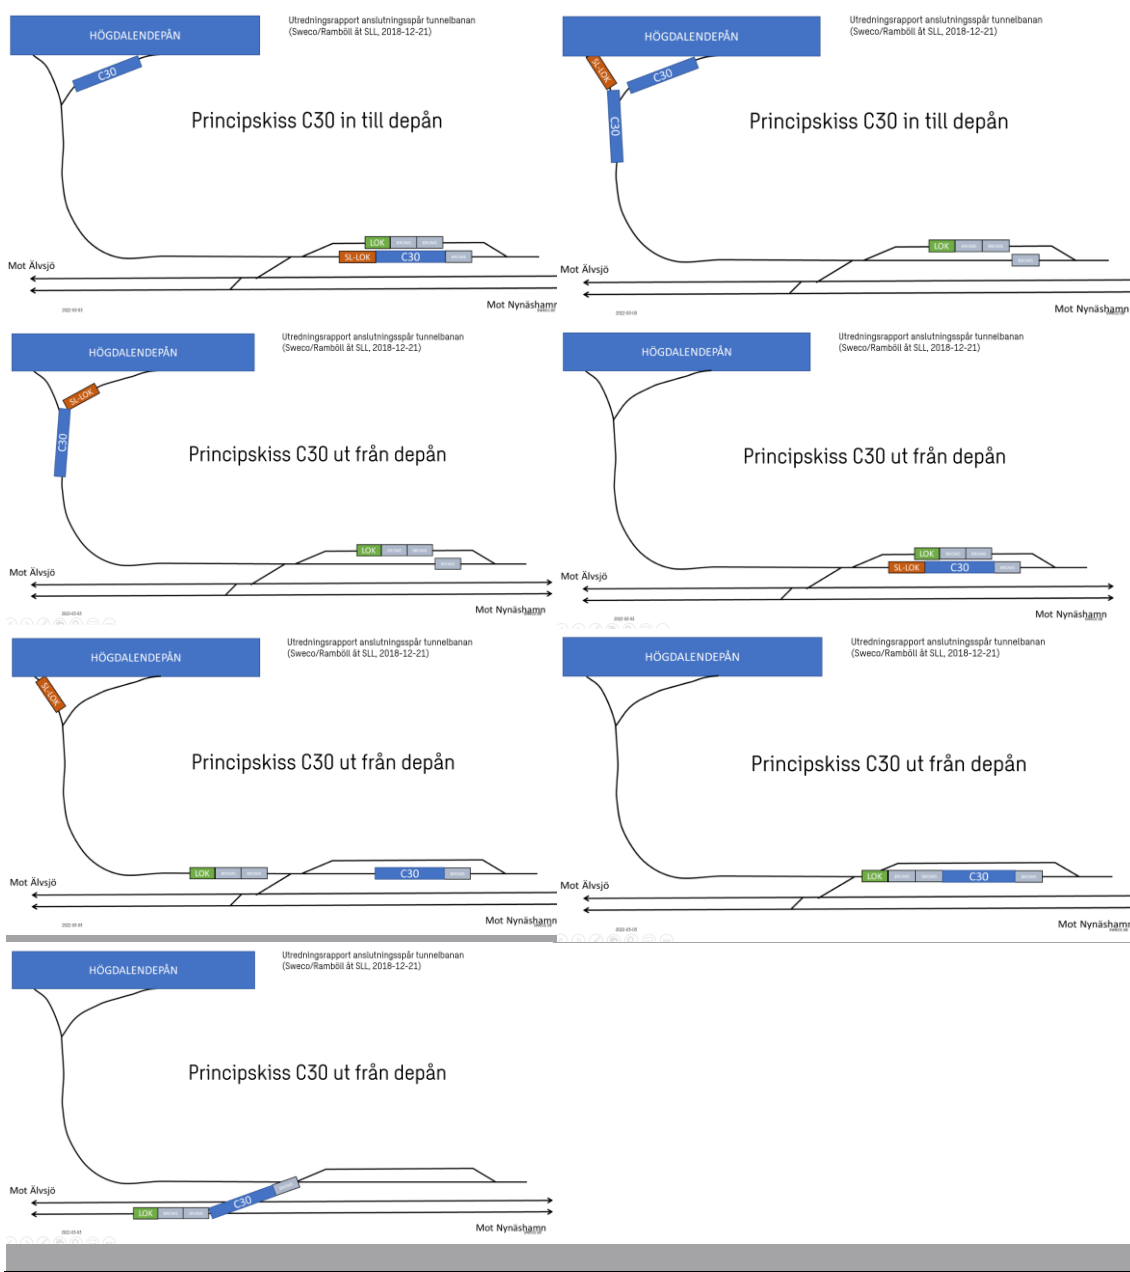 HÖGDALENDEPÅN
Utredningsrapport anslutningsspår tunnelbanan
(Sweco/Ramböll åt SLL, 2018-12-21)
C30
Principskiss C30 in till depån
LOK
SL-LOK
C30
Mot Älvsjö
Mot Nynäshamn
HÖGDALENDEPÅN
Utredningsrapport anslutningsspår tunnelbanan
(Sweco/Ramböll åt SLL, 2018-12-21)
SL-LOK
C30
C30
Principskiss C30 in till depån
LOK
Mot Älvsjö
Mot Nynäshamn
HÖGDALENDEPÅN
Utredningsrapport anslutningsspår tunnelbanan
(Sweco/Ramböll åt SLL, 2018-12-21)
SL-LOK
C30
Principskiss C30 ut från depån
LOK
Mot Älvsjö
Mot Nynäshamn
HÖGDALENDEPÅN
Utredningsrapport anslutningsspår tunnelbanan
(Sweco/Ramböll åt SLL, 2018-12-21)
Principskiss C30 ut från depån
LOK
SL-LOK
C30
Mot Älvsjö
Mot Nynäshamn
HÖGDALENDEPÅN
Utredningsrapport anslutningsspår tunnelbanan
(Sweco/Ramböll åt SLL, 2018-12-21)
SL-LOK
Principskiss C30 ut från depån
LOK
C30
Mot Älvsjö
Mot Nynäshamn
HÖGDALENDEPÅN
Utredningsrapport anslutningsspår tunnelbanan
(Sweco/Ramböll åt SLL, 2018-12-21)
Principskiss C30 ut från depån
LOK
C30
Mot Älvsjö
Mot Nynäshamn
HÖGDALENDEPÅN
Utredningsrapport anslutningsspår tunnelbanan
(Sweco/Ramböll åt SLL, 2018-12-21)
Principskiss C30 ut från depån
C30
Mot Älvsjö
LOK
Mot Nynäshamn